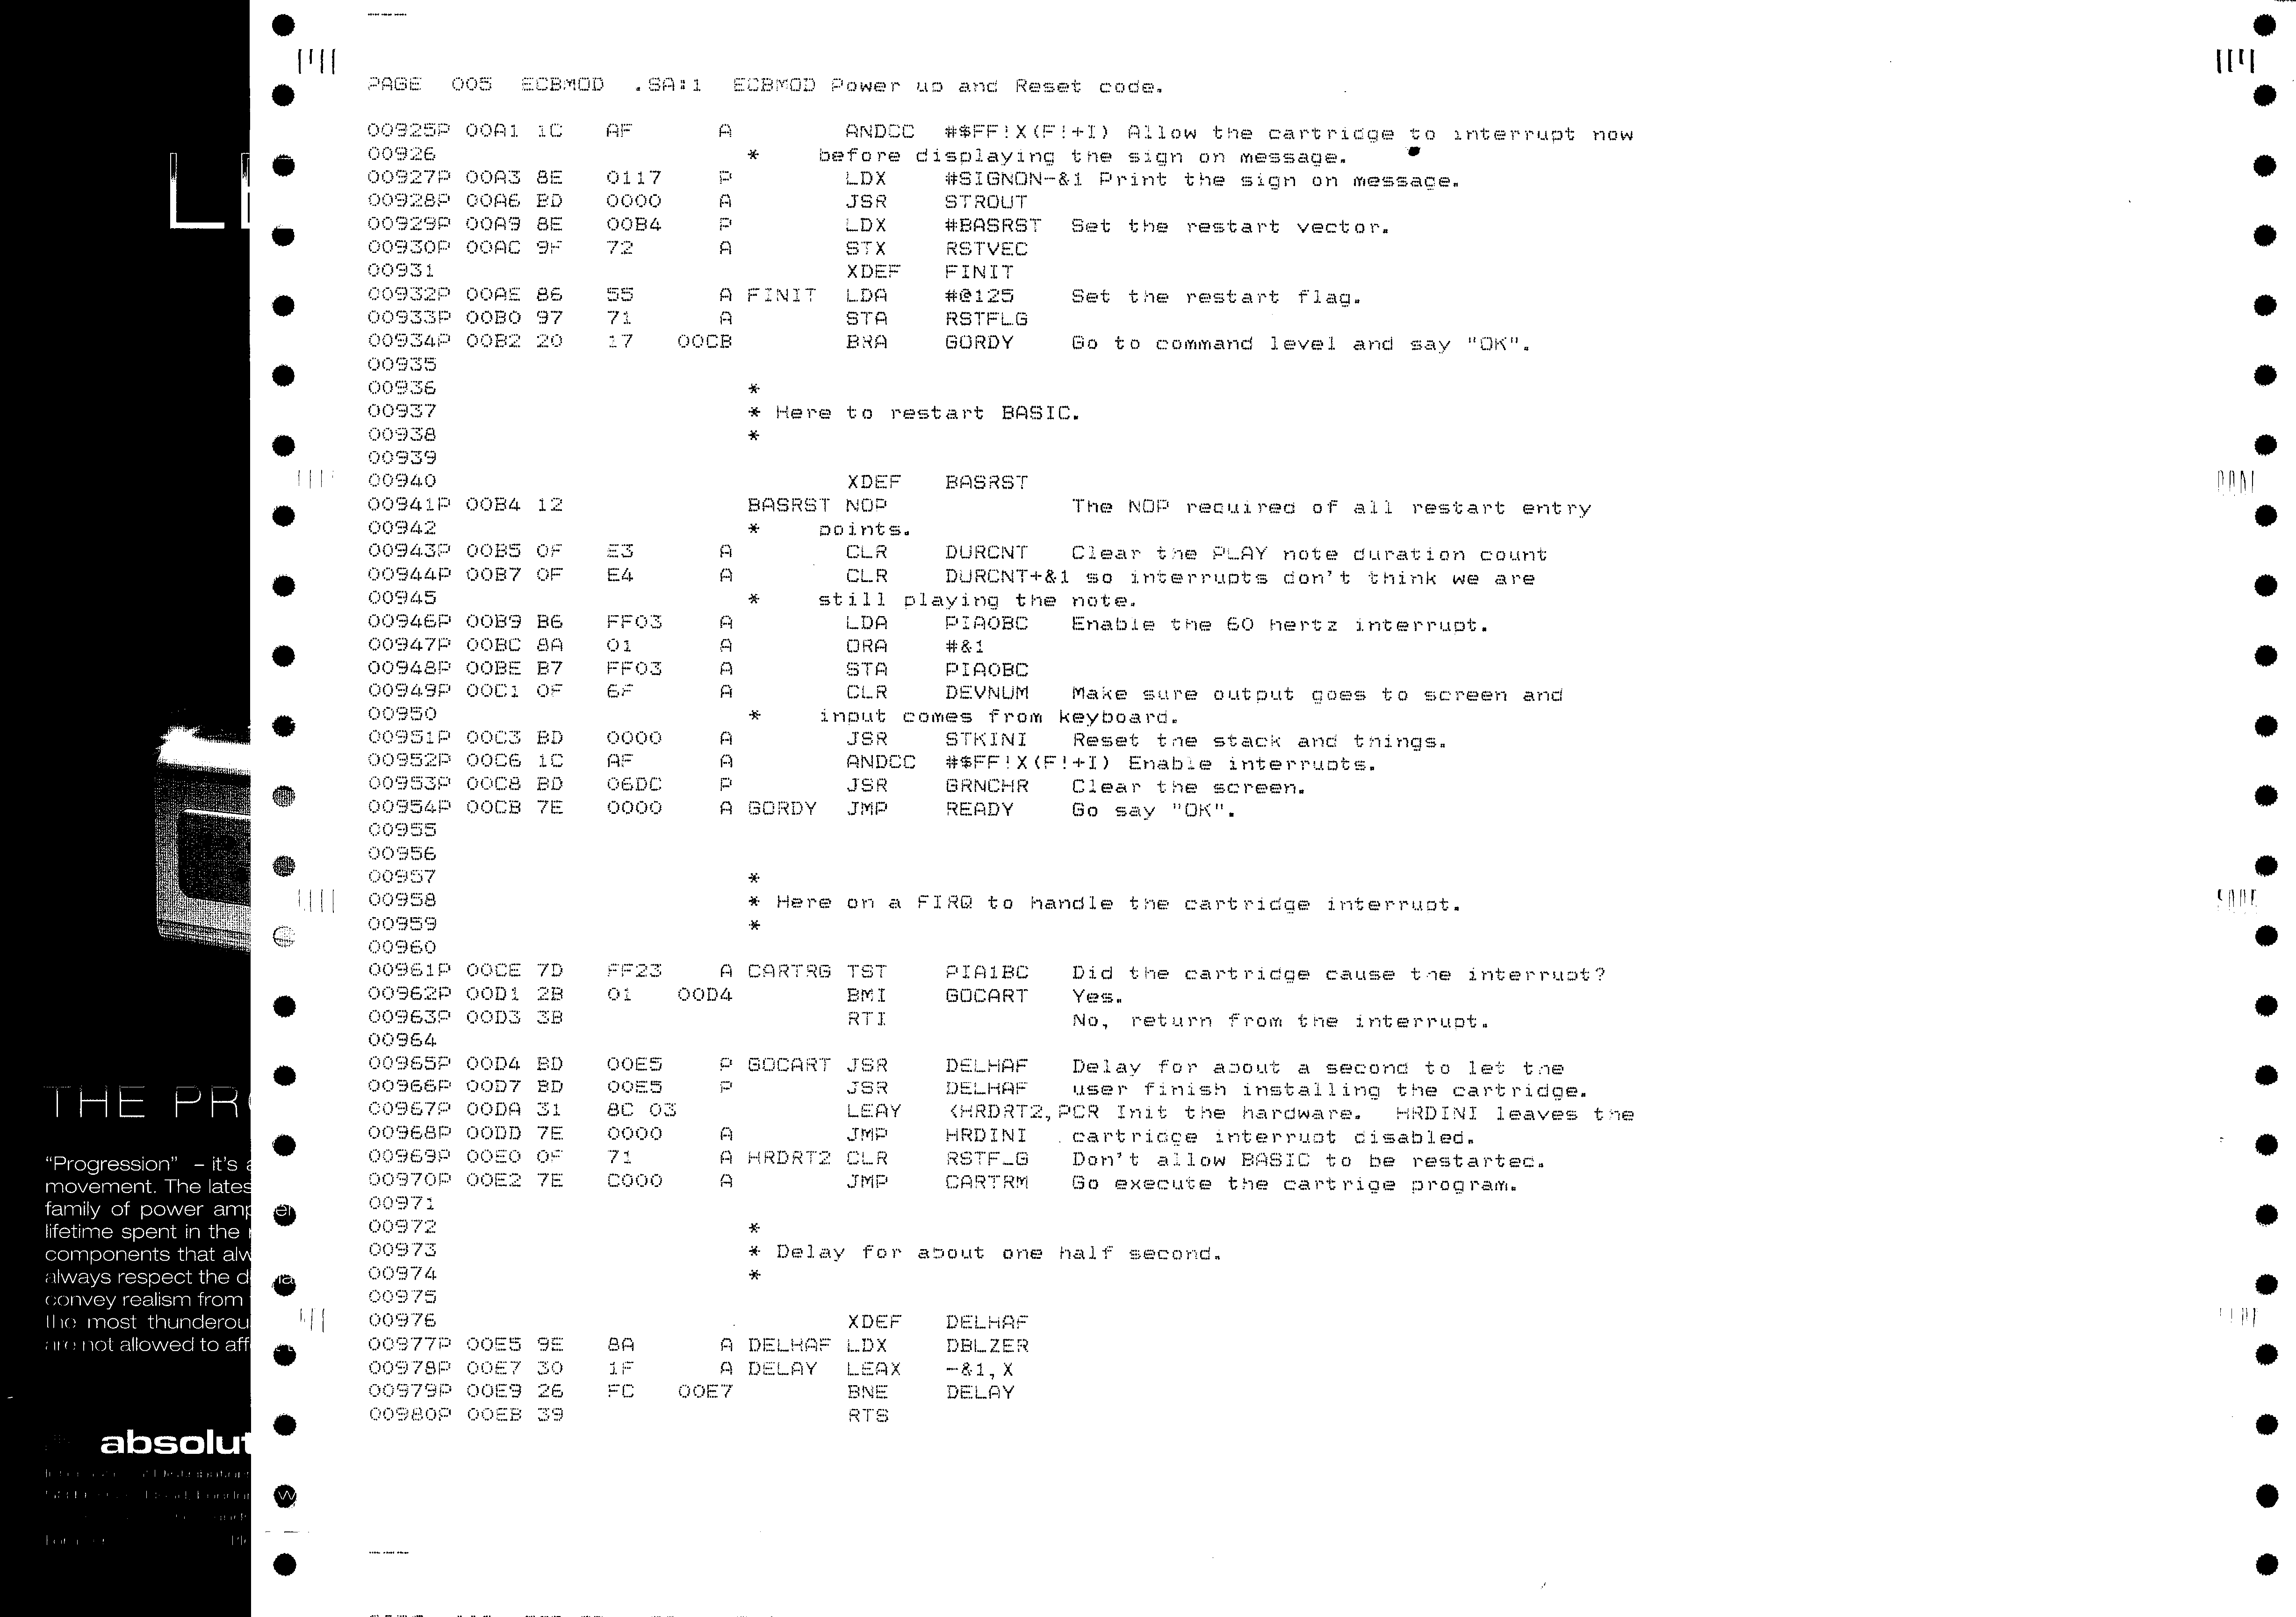 PAGE 005 ECBMOD .SA:1 ECBMOD Power up and Reset code.
00925P 00A1 1C AF A ANDCC #$FF!X(F!+I) Allow the cartridge to interrupt now
00926 * before displaying the sign on message.
00927P 00A3 8E 0117 P LDX #SIGNON-&1 Print the sign on message.
00928P 00A6 BD 0000 A JSR STROUT
00929P 00A9 8E 00B4 P LDX #BASRST Set the restart vector.
00930P 00AC 9F 72 A STX RSTVEC
00931 XDEF FINIT
00932P 00AE 86 55 A FINIT LDA #@125 Set the restart flag.
00933P 00B0 97 71 A STA RSTFLG
00934P 00B2 20 17 00CB BRA GORDY Go to command level and say "OK".
00935
00936 *
00937 * Here to restart BASIC.
00938 *
00939
00940 XDEF BASRST
00941P 00B4 12 BASRST NOP The NOP required of all restart entry
00942 * points.
00943P 00B5 0F E3 A CLR DURCNT Clear the PLAY note duration count
00944P 00B7 0F E4 A CLR DURCNT+&1 so interrupts don't think we are
00945 * still playing the note.
00946P 00B9 B6 FF03 A LDA PIA0BC Enable the 60 hertz interrupt.
00947P 00BC 8A 01 A ORA #&1
00948P 00BE B7 FF03 A STA PIA0BC
00949P 00C1 0F 6F A CLR DEVNUM Make sure output goes to screen and
00950 * input comes from keyboard.
00951P 00C3 BD 0000 A JSR STKINI Reset the stack and things.
00952P 00C6 1C AF A ANDCC #$FF!X(F!+I) Enable interrupts.
00953P 00C8 BD 06DC P JSR GRNCHR Clear the screen.
00954P 00CB 7E 0000 A GORDY JMP READY Go say "OK".
00955
00956
00957 *
00958 * Here on a FIRQ to handle the cartridge interrupt.
00959 *
00960
00961P 00CE 7D FF23 A CARTRG TST PIA1BC Did the cartridge cause the interrupt?
00962P 00D1 2B 01 00D4 BMI GOCART Yes.
00963P 00D3 3B RTI No, return from the interrupt.
00964
00965P 00D4 BD 00E5 P GOCART JSR DELHAF Delay for about a second to let the
00966P 00D7 BD 00E5 P JSR DELHAF user finish installing the cartridge.
00967P 00DA 31 8C 03 LEAY <HRDRT2,PCR Init the hardware. HRDINI leaves the
00968P 00DD 7E 0000 A JMP HRDINI cartridge interrupt disabled.
00969P 00E0 0F 71 A HRDRT2 CLR RSTFLG Don't allow BASIC to be restarted.
00970P 00E2 7E C000 A JMP CARTRM Go execute the cartrige program.
00971
00972 *
00973 * Delay for about one half second.
00974 *
00975
00976 XDEF DELHAF
00977P 00E5 9E 8A A DELHAF LDX DBLZER
00978P 00E7 30 1F A DELAY LEAX -&1,X
00979P 00E9 26 FC 00E7 BNE DELAY
00980P 00EB 39 RTS
THE PRO
"Progression" – it's a
movement. The lates
family of power amp
lifetime spent in the
components that alw
always respect the d
convey realism from
the most thunderou
are not allowed to aff
absolut